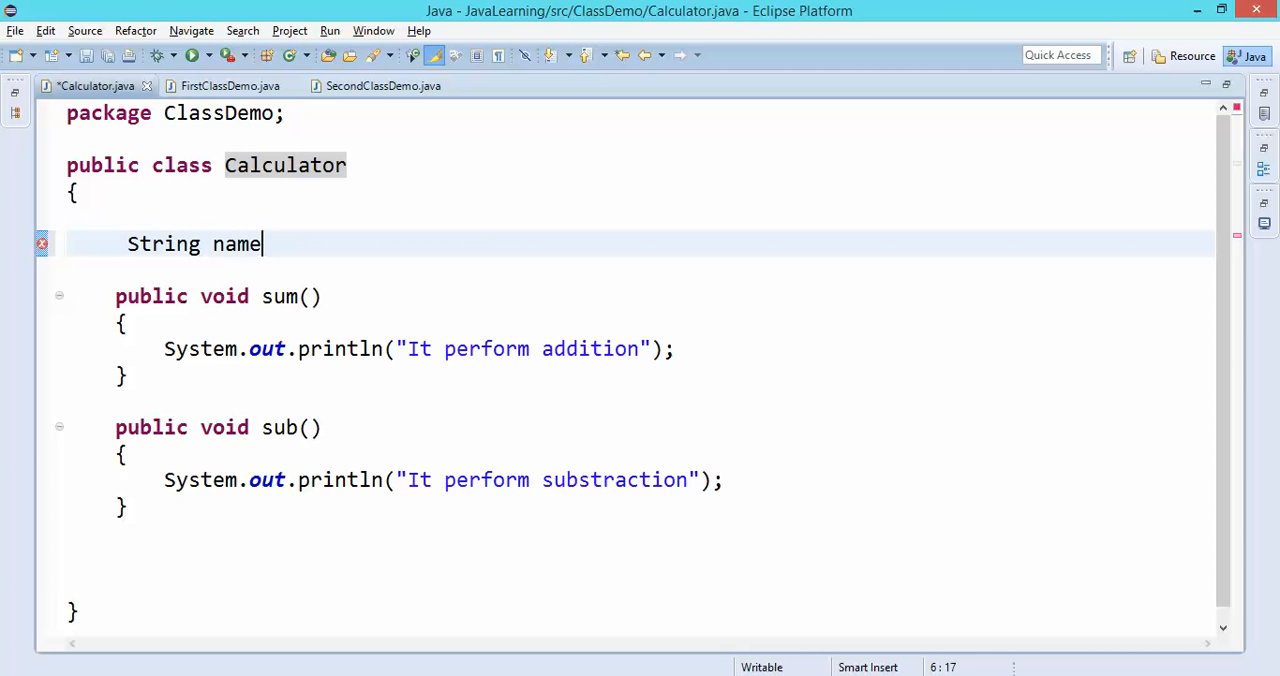 Java - JavaLearning/src/ClassDemo/Calculator.java - Eclipse Platform
File Edit Source Refactor Navigate Search Project Run Window Help
Quick Access Resource Java
*Calculator.java FirstClassDemo.java SecondClassDemo.java
package ClassDemo;
public class Calculator
{
String name
public void sum()
{
System.out.println("It perform addition");
}
public void sub()
{
System.out.println("It perform substraction");
}
}
Writable Smart Insert 6 : 17